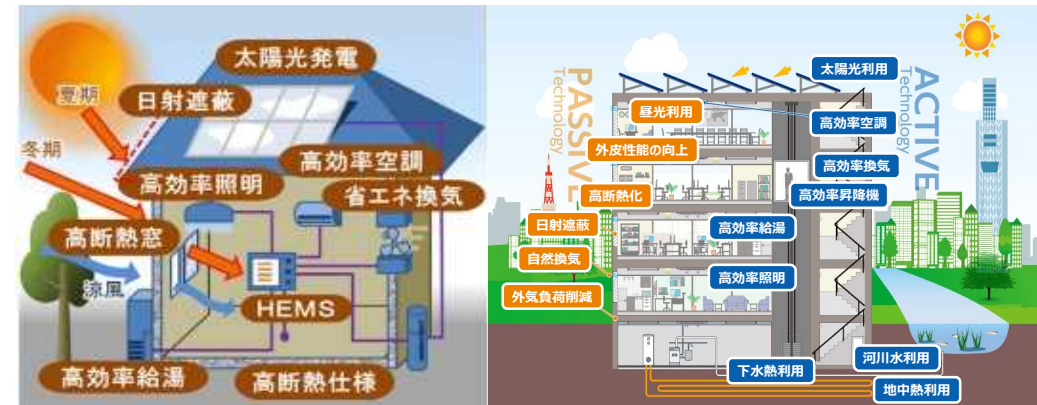 太陽光発電
夏期
日射遮蔽
冬期
高効率空調
高効率照明
省エネ換気
高断熱窓
涼風
HEMS
高効率給湯
高断熱仕様
PASSIVE
Technology
ACTIVE
Technology
太陽光利用
昼光利用
高効率空調
外皮性能の向上
高効率換気
高断熱化
高効率昇降機
日射遮蔽
高効率給湯
自然換気
高効率照明
外気負荷削減
河川水利用
下水熱利用
地中熱利用